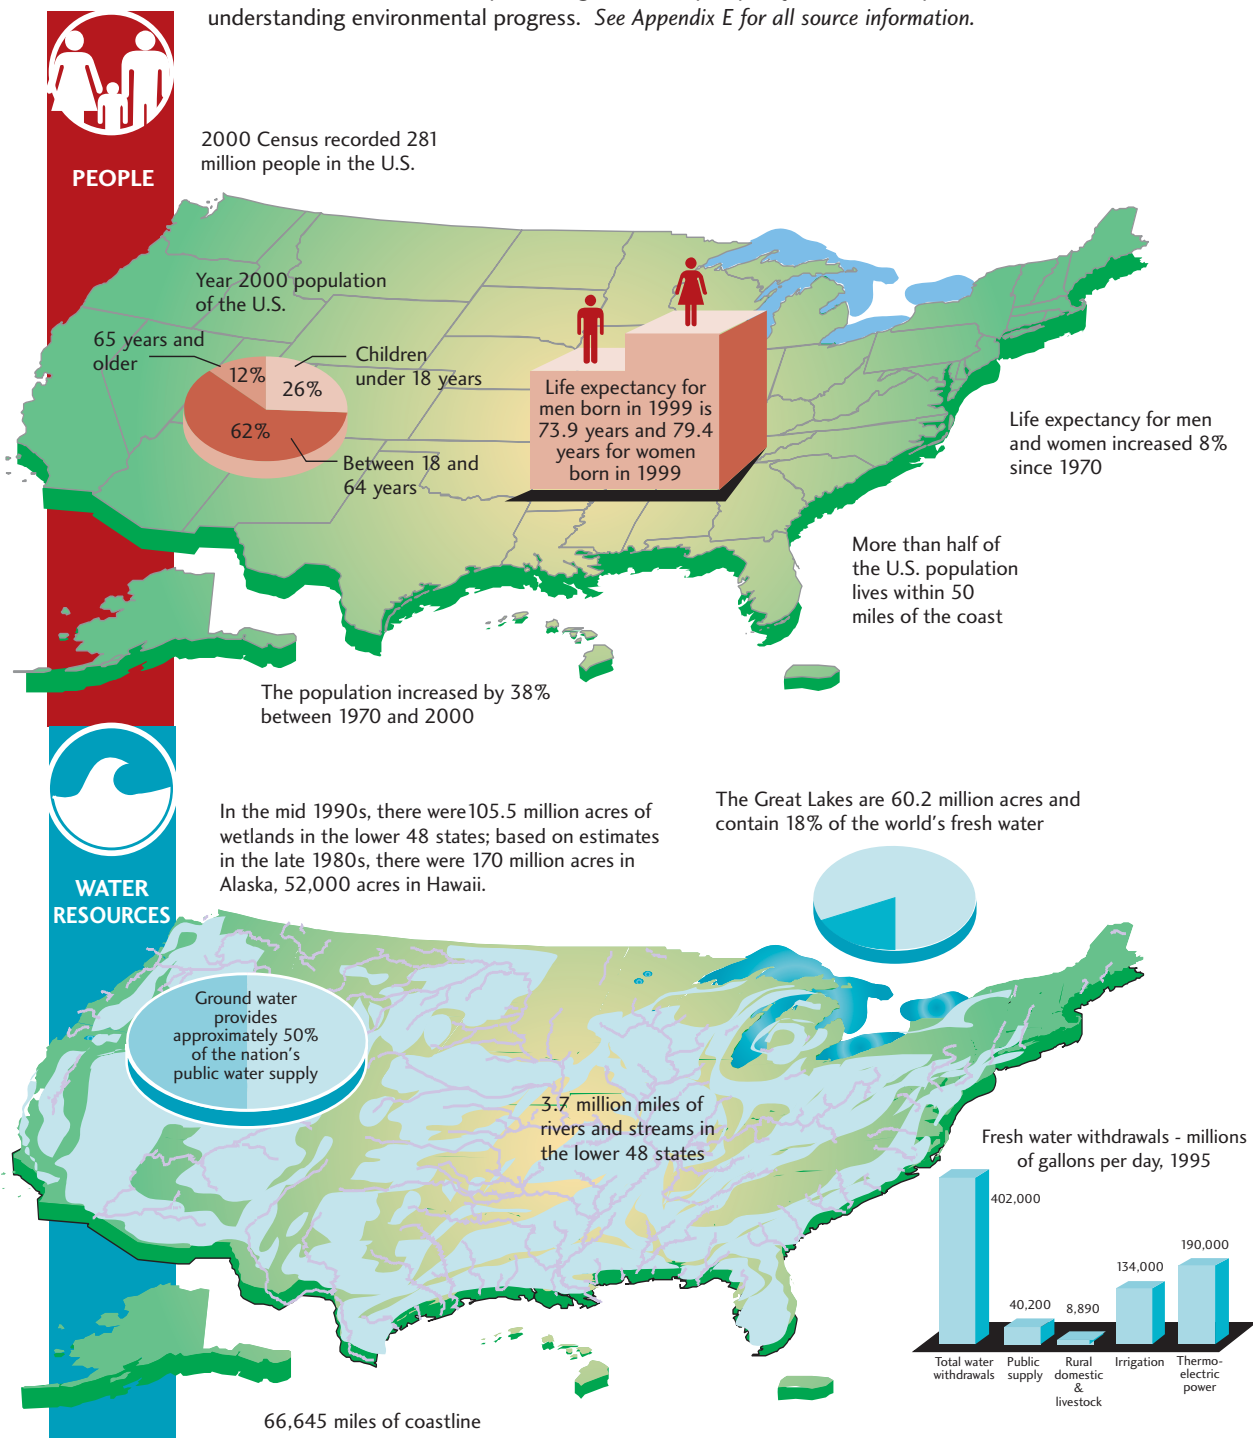 understanding environmental progress. See Appendix E for all source information.
PEOPLE
2000 Census recorded 281
million people in the U.S.
Year 2000 population
of the U.S.
65 years and
older
12%
Children
under 18 years
26%
62%
Between 18 and
64 years
Life expectancy for
men born in 1999 is
73.9 years and 79.4
years for women
born in 1999
Life expectancy for men
and women increased 8%
since 1970
More than half of
the U.S. population
lives within 50
miles of the coast
The population increased by 38%
between 1970 and 2000
WATER
RESOURCES
In the mid 1990s, there were105.5 million acres of
wetlands in the lower 48 states; based on estimates
in the late 1980s, there were 170 million acres in
Alaska, 52,000 acres in Hawaii.
The Great Lakes are 60.2 million acres and
contain 18% of the world's fresh water
Ground water
provides
approximately 50%
of the nation's
public water supply
3.7 million miles of
rivers and streams in
the lower 48 states
Fresh water withdrawals - millions
of gallons per day, 1995
402,000
40,200
8,890
134,000
190,000
Total water
withdrawals
Public
supply
Rural
domestic
&
livestock
Irrigation
Thermo-
electric
power
66,645 miles of coastline